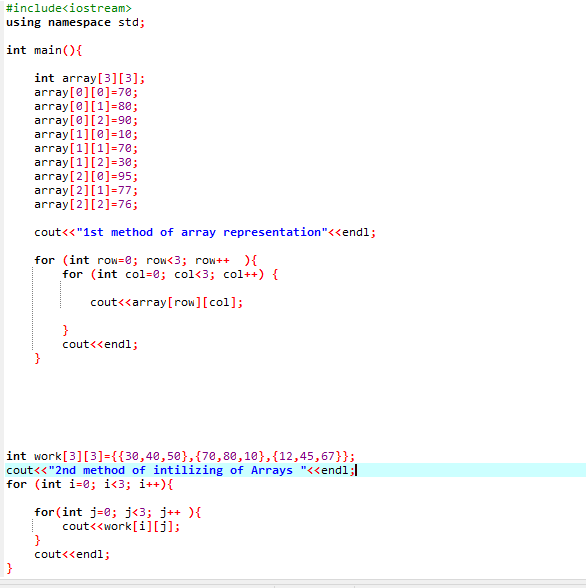 #include<iostream>
using namespace std;
int main(){
int array[3][3];
array[0][0]=70;
array[0][1]=80;
array[0][2]=90;
array[1][0]=10;
array[1][1]=70;
array[1][2]=30;
array[2][0]=95;
array[2][1]=77;
array[2][2]=76;
cout<<"1st method of array representation"<<endl;
for (int row=0; row<3; row++  ){
for (int col=0; col<3; col++) {
cout<<array[row][col];
}
cout<<endl;
}
int work[3][3]={{30,40,50},{70,80,10},{12,45,67}};
cout<<"2nd method of intilizing of Arrays "<<endl;
for (int i=0; i<3; i++){
for(int j=0; j<3; j++ ){
cout<<work[i][j];
}
cout<<endl;
}